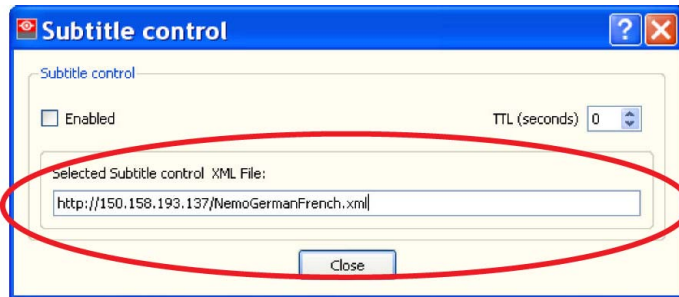 Subtitle control
Subtitle control
Enabled
TTL (seconds) 0
Selected Subtitle control XML File:
http://150.158.193.137/NemoGermanFrench.xml
Close